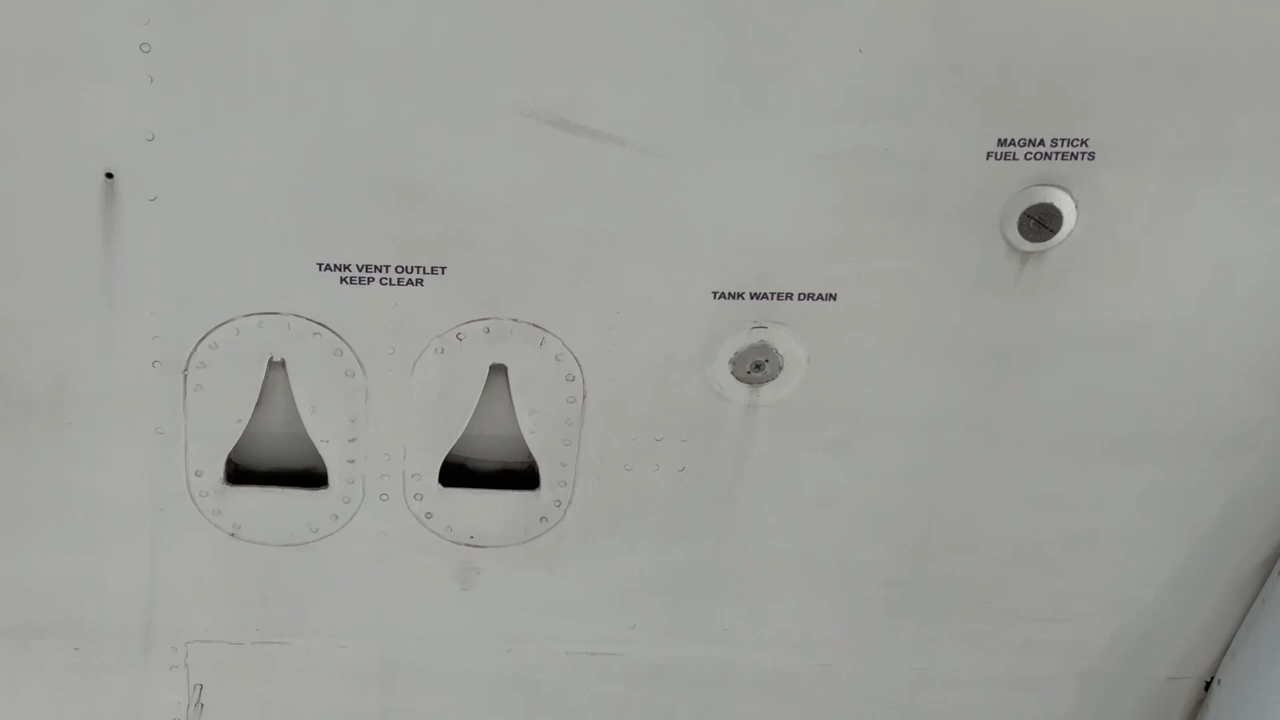 MAGNA STICK
FUEL CONTENTS
TANK VENT OUTLET
KEEP CLEAR
TANK WATER DRAIN